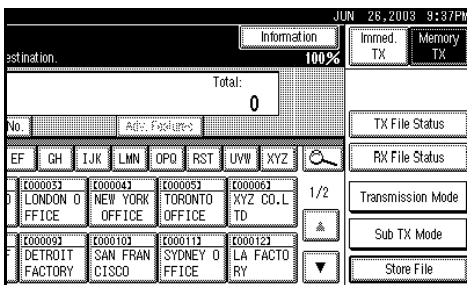 JUN 26,2003 9:37PM
Information
Immed. TX
Memory TX
estination.
100%
Total:
0
No.
Adv. Features
TX File Status
EF GH IJK LMN OPQ RST UVW XYZ
RX File Status
[00003] [00004] [00005] [00006]
LONDON O NEW YORK TORONTO XYZ CO.L
FFICE OFFICE OFFICE TD
1/2
Transmission Mode
Sub TX Mode
[00009] [00010] [00011] [00012]
F DETROIT SAN FRAN SYDNEY O LA FACTO
FACTORY CISCO FFICE RY
Store File